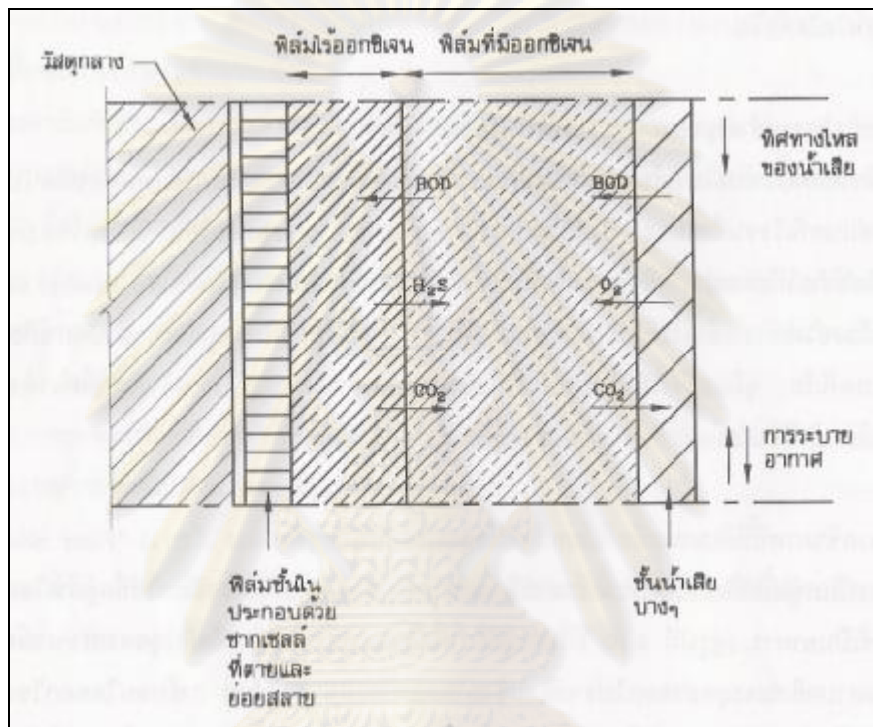 ฟิล์มไร้ออกซิเจน
ฟิล์มที่มีออกซิเจน
วัสดุกลาง
ทิศทางไหล
ของน้ำเสีย
BOD
BOD
H₂S
O₂
CO₂
CO₂
การระบาย
อากาศ
ฟิล์มชั้นใน
ประกอบด้วย
ซากเซลล์
ที่ตายและ
ย่อยสลาย
ชั้นน้ำเสีย
บางๆ